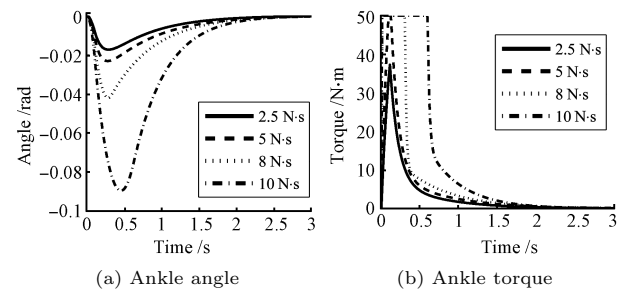 0
−0.02
−0.04
−0.06
−0.08
−0.1
Angle /rad
2.5 N·s
5 N·s
8 N·s
10 N·s
0 0.5 1 1.5 2 2.5 3
Time /s
(a) Ankle angle
50
40
30
20
10
0
Torque /N·m
2.5 N·s
5 N·s
8 N·s
10 N·s
0 0.5 1 1.5 2 2.5 3
Time /s
(b) Ankle torque